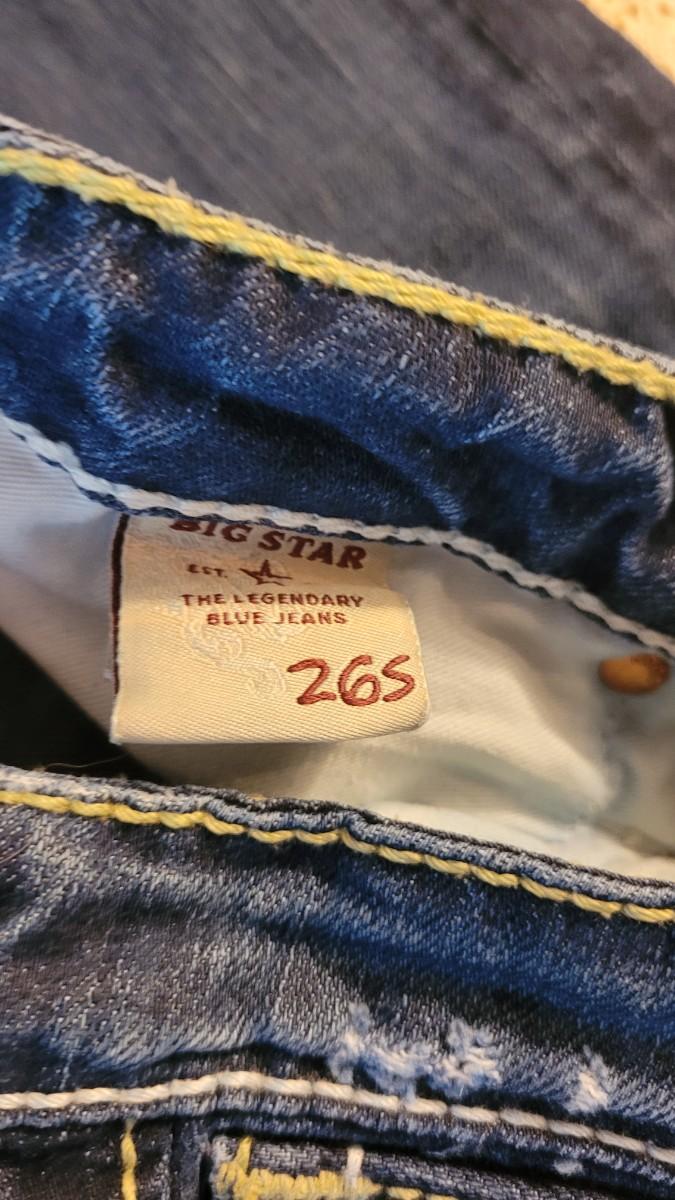 BIG STAR
EST.
THE LEGENDARY
BLUE JEANS
26S